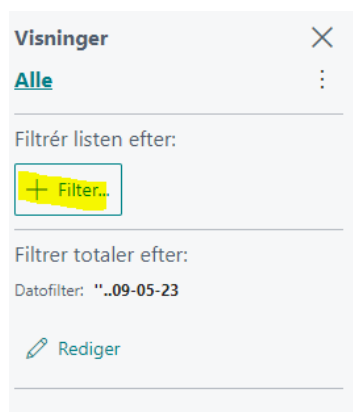 Visninger
Alle
Filtrér listen efter:
Filter...
Filtrer totaler efter:
Datofilter: ''..09-05-23
Rediger